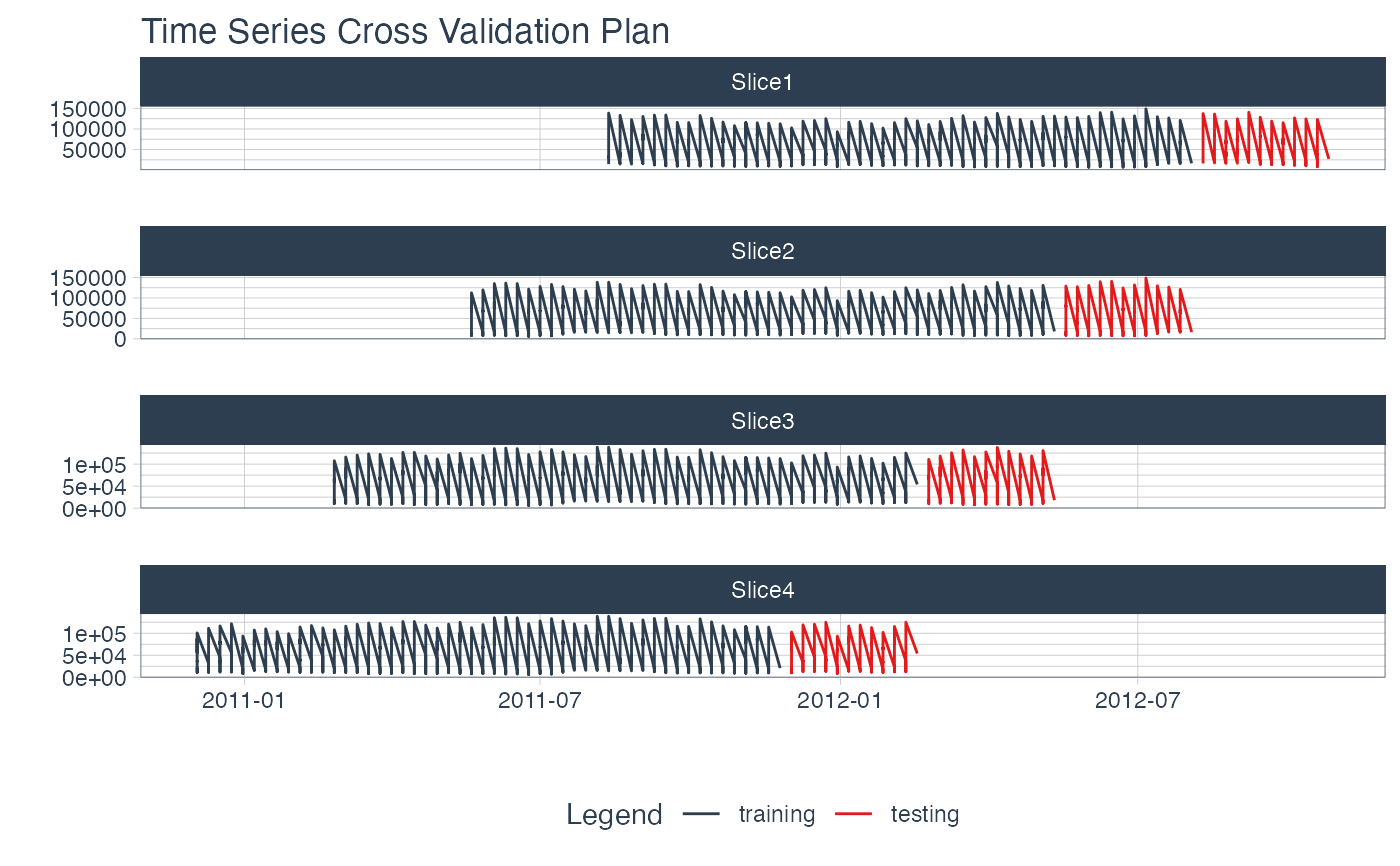 Time Series Cross Validation Plan
Slice1
150000
100000
50000
Slice2
150000
100000
50000
0
Slice3
1e+05
5e+04
0e+00
Slice4
1e+05
5e+04
0e+00
2011-01 2011-07 2012-01 2012-07
Legend training testing